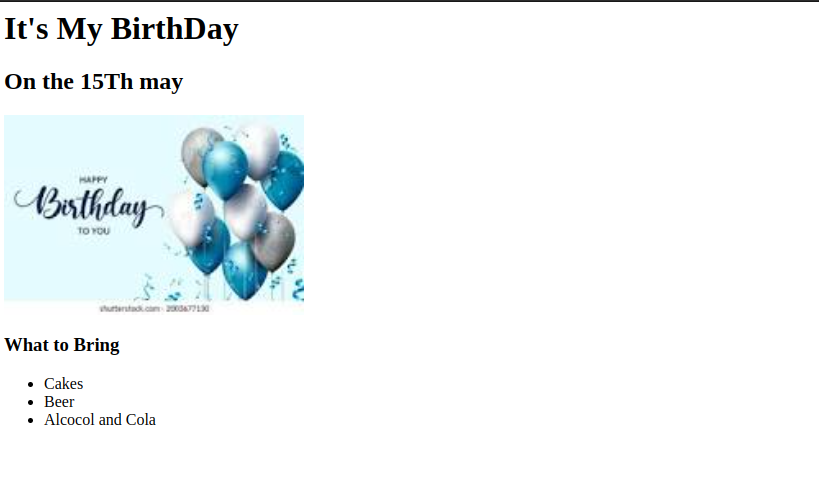 It's My BirthDay
On the 15Th may
HAPPY
Birthday
TO YOU
shutterstock.com · 2003677130
What to Bring
Cakes
Beer
Alcocol and Cola